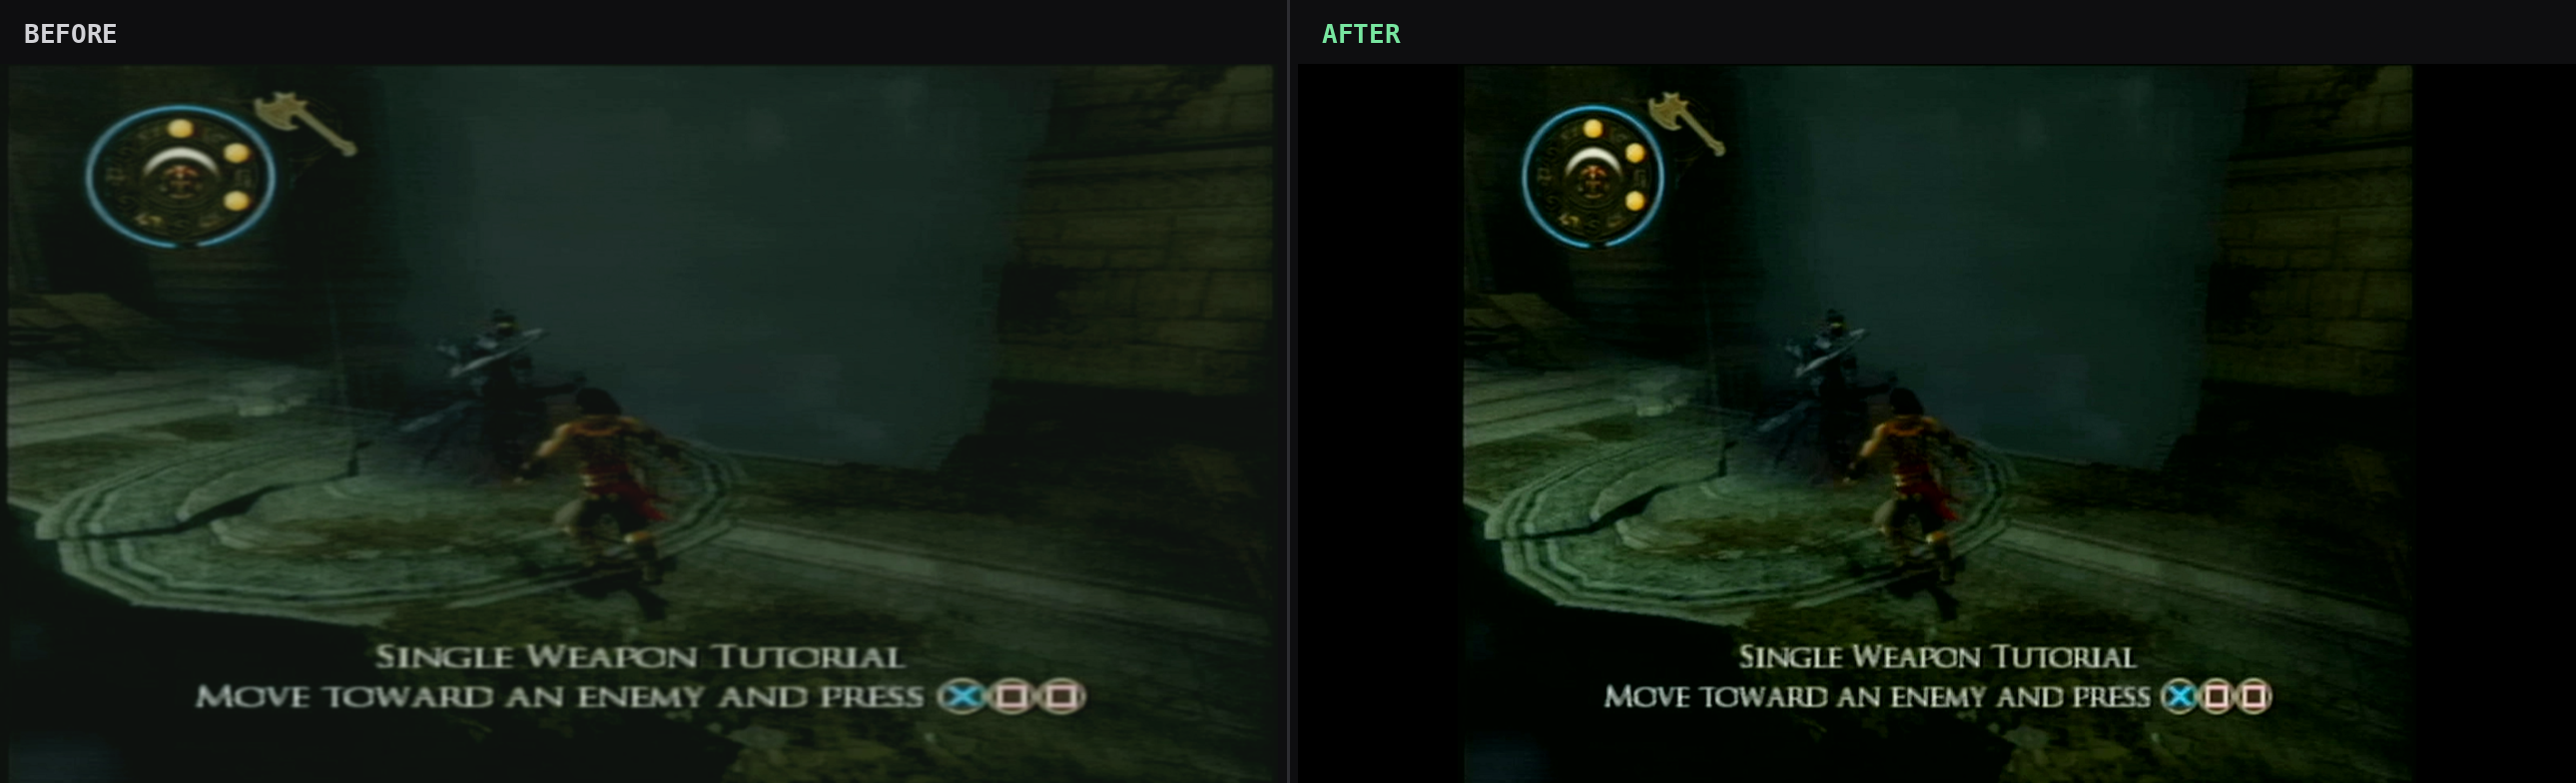 BEFORE
AFTER
SINGLE WEAPON TUTORIAL
MOVE TOWARD AN ENEMY AND PRESS
SINGLE WEAPON TUTORIAL
MOVE TOWARD AN ENEMY AND PRESS